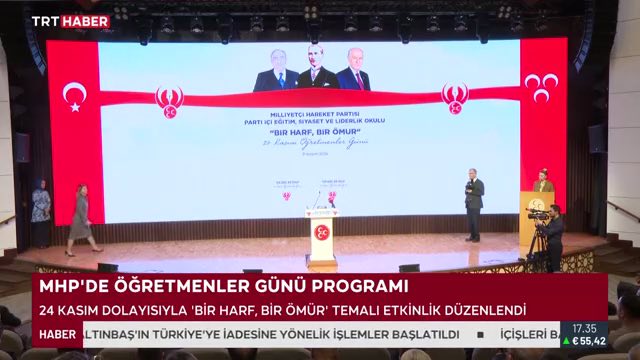 TRT HABER
MİLLİYETÇİ HAREKET PARTİSİ
PARTİ İÇİ EĞİTİM, SİYASET VE LİDERLİK OKULU
"BİR HARF, BİR ÖMÜR"
24 Kasım Öğretmenler Günü
MHP'DE ÖĞRETMENLER GÜNÜ PROGRAMI
24 KASIM DOLAYISIYLA 'BİR HARF, BİR ÖMÜR' TEMALI ETKİNLİK DÜZENLENDİ
HABER ALTINBAŞ'IN TÜRKİYE'YE İADESİNE YÖNELİK İŞLEMLER BAŞLATILDI İÇİŞLERİ BA
17.35
€ 55,42